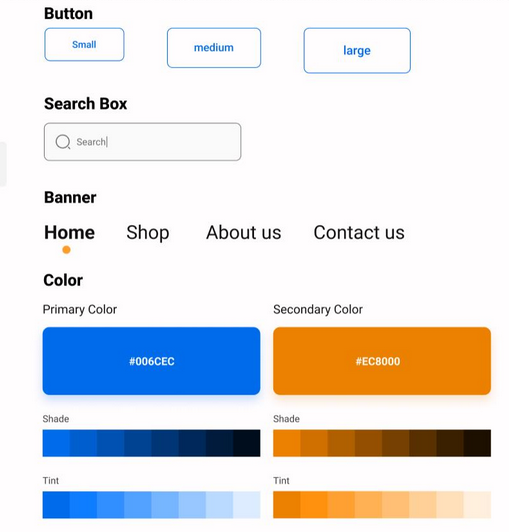 Button
Small medium large
Search Box
Search
Banner
Home Shop About us Contact us
Color
Primary Color Secondary Color
#006CEC #EC8000
Shade Shade
Tint Tint